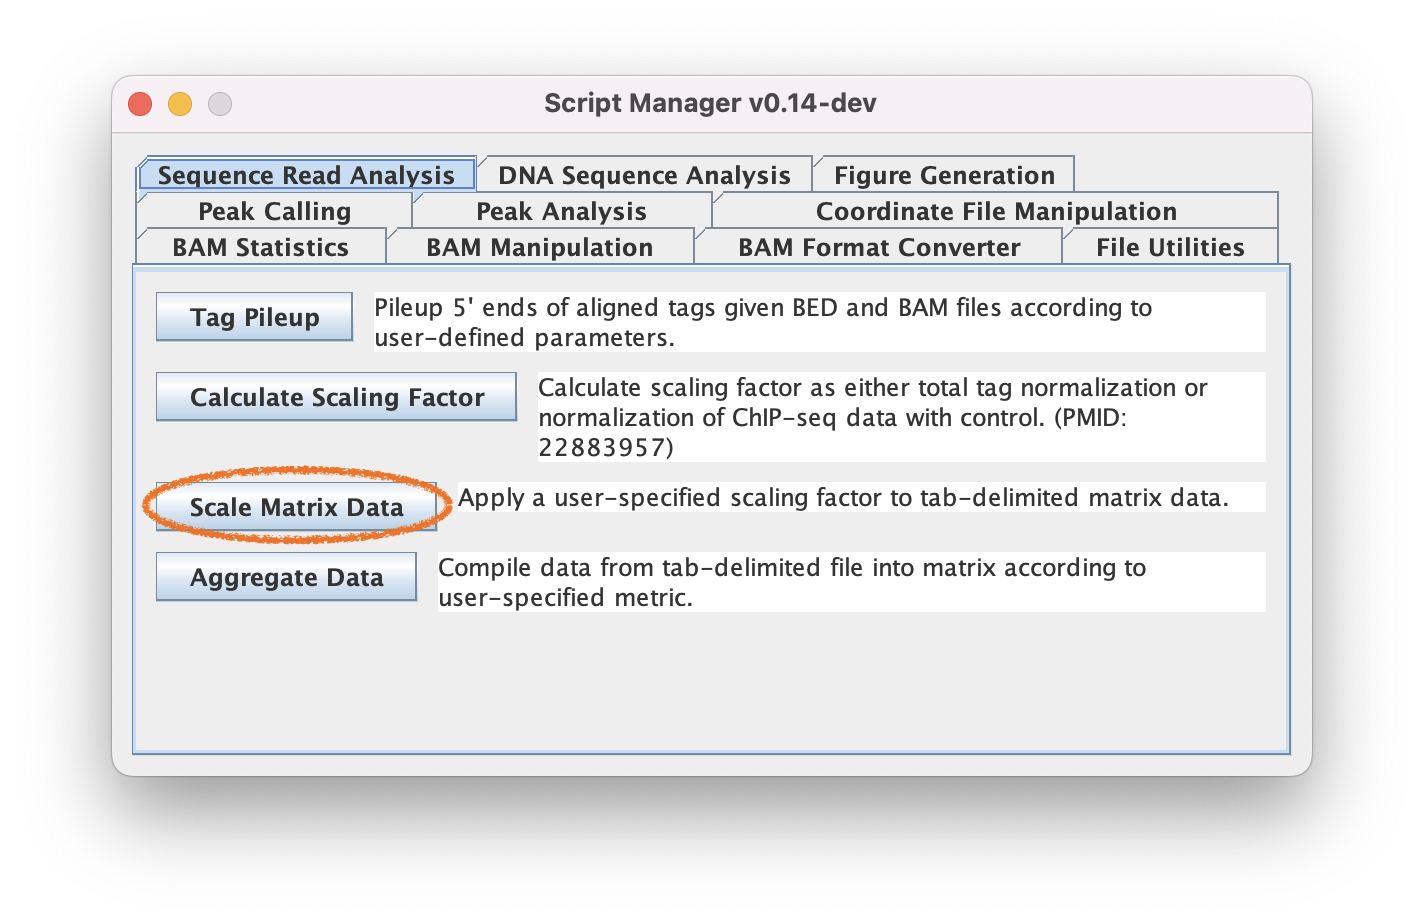 Script Manager v0.14-dev
Sequence Read Analysis
DNA Sequence Analysis
Figure Generation
Peak Calling
Peak Analysis
Coordinate File Manipulation
BAM Statistics
BAM Manipulation
BAM Format Converter
File Utilities
Tag Pileup
Pileup 5' ends of aligned tags given BED and BAM files according to
user-defined parameters.
Calculate Scaling Factor
Calculate scaling factor as either total tag normalization or
normalization of ChIP-seq data with control. (PMID:
22883957)
Scale Matrix Data
Apply a user-specified scaling factor to tab-delimited matrix data.
Aggregate Data
Compile data from tab-delimited file into matrix according to
user-specified metric.